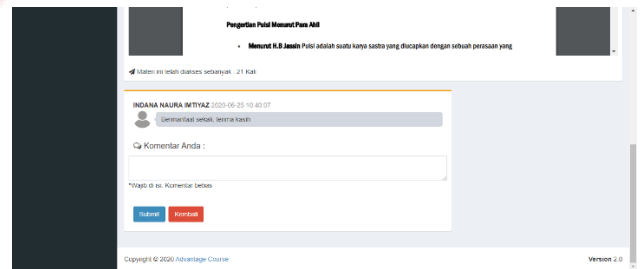 Pengertian Puisi Menurut Para Ahli
• Menurut H.B Jassin Puisi adalah suatu karya sastra yang diucapkan dengan sebuah perasaan yang
Materi ini telah diakses sebanyak : 21 Kali
INDANA NAURA IMTIYAZ 2020-06-25 10:40:07
Bermanfaat sekali, terima kasih
Komentar Anda :
*Wajib di isi. Komentar bebas
Submit Kembali
Copyright © 2020 Advantage Course
Version 2.0